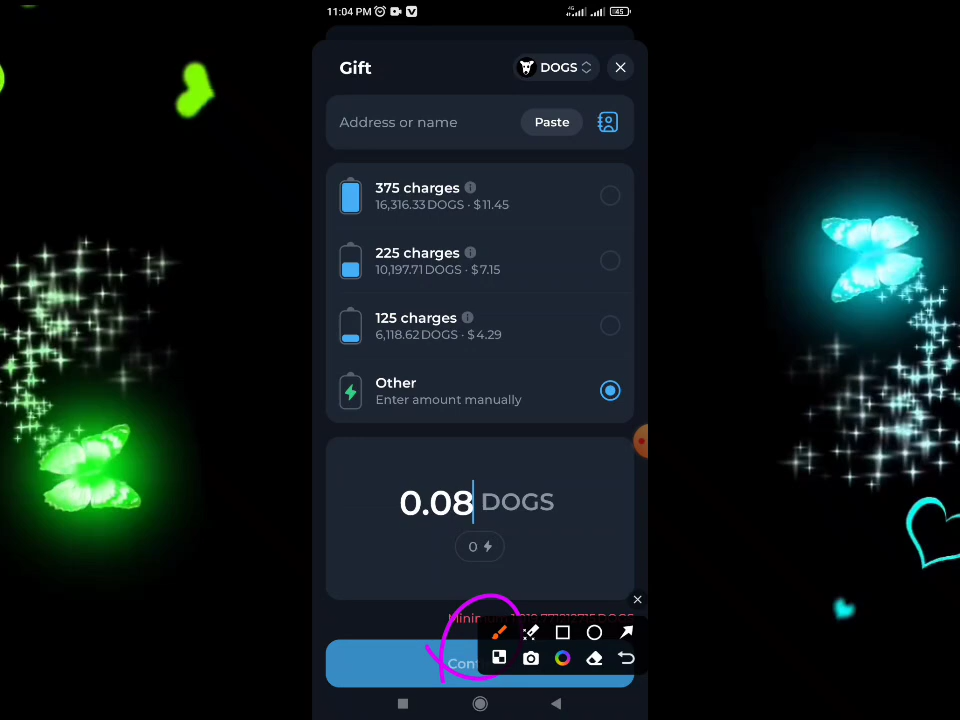 11:04 PM
4G
45
Gift
DOGS
Address or name
Paste
375 charges
16,316.33 DOGS · $11.45
225 charges
10,197.71 DOGS · $7.15
125 charges
6,118.62 DOGS · $4.29
Other
Enter amount manually
0.08 DOGS
0